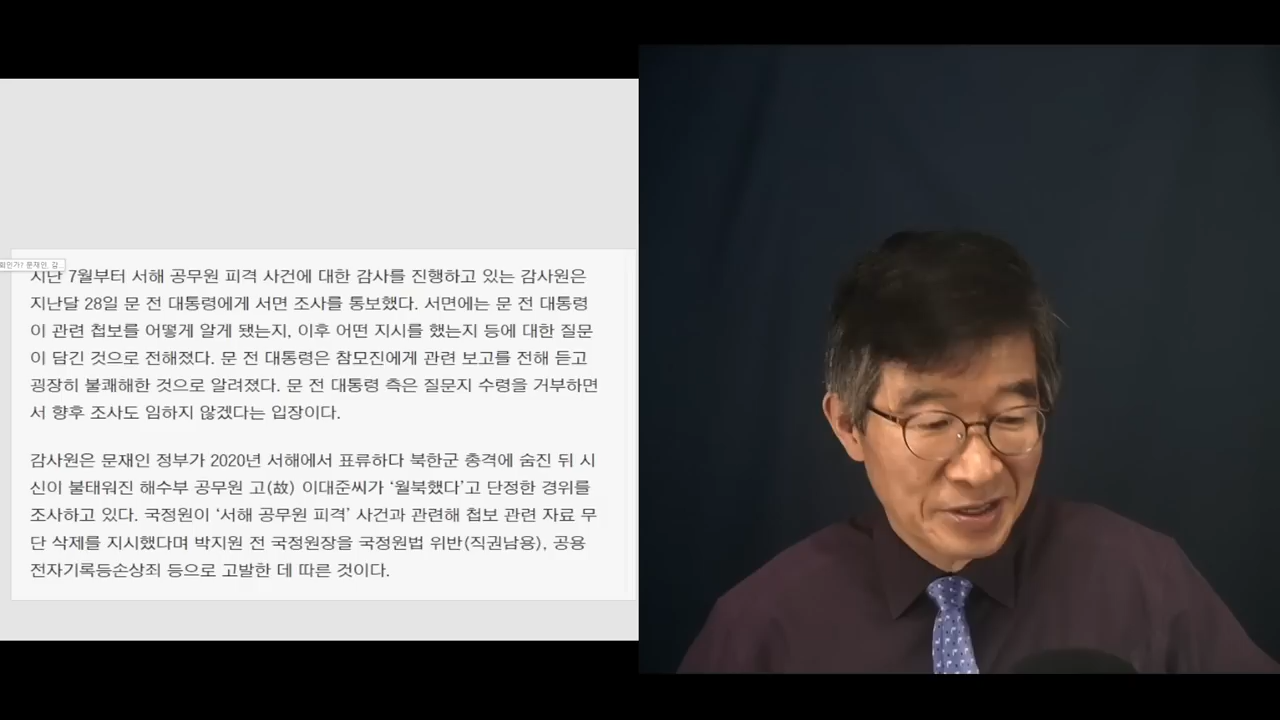 회인가? 문재인, 감...
지난 7월부터 서해 공무원 피격 사건에 대한 감사를 진행하고 있는 감사원은
지난달 28일 문 전 대통령에게 서면 조사를 통보했다. 서면에는 문 전 대통령
이 관련 첩보를 어떻게 알게 됐는지, 이후 어떤 지시를 했는지 등에 대한 질문
이 담긴 것으로 전해졌다. 문 전 대통령은 참모진에게 관련 보고를 전해 듣고
굉장히 불쾌해한 것으로 알려졌다. 문 전 대통령 측은 질문지 수령을 거부하면
서 향후 조사도 임하지 않겠다는 입장이다.
감사원은 문재인 정부가 2020년 서해에서 표류하다 북한군 총격에 숨진 뒤 시
신이 불태워진 해수부 공무원 고(故) 이대준씨가 ‘월북했다’고 단정한 경위를
조사하고 있다. 국정원이 ‘서해 공무원 피격’ 사건과 관련해 첩보 관련 자료 무
단 삭제를 지시했다며 박지원 전 국정원장을 국정원법 위반(직권남용), 공용
전자기록등손상죄 등으로 고발한 데 따른 것이다.